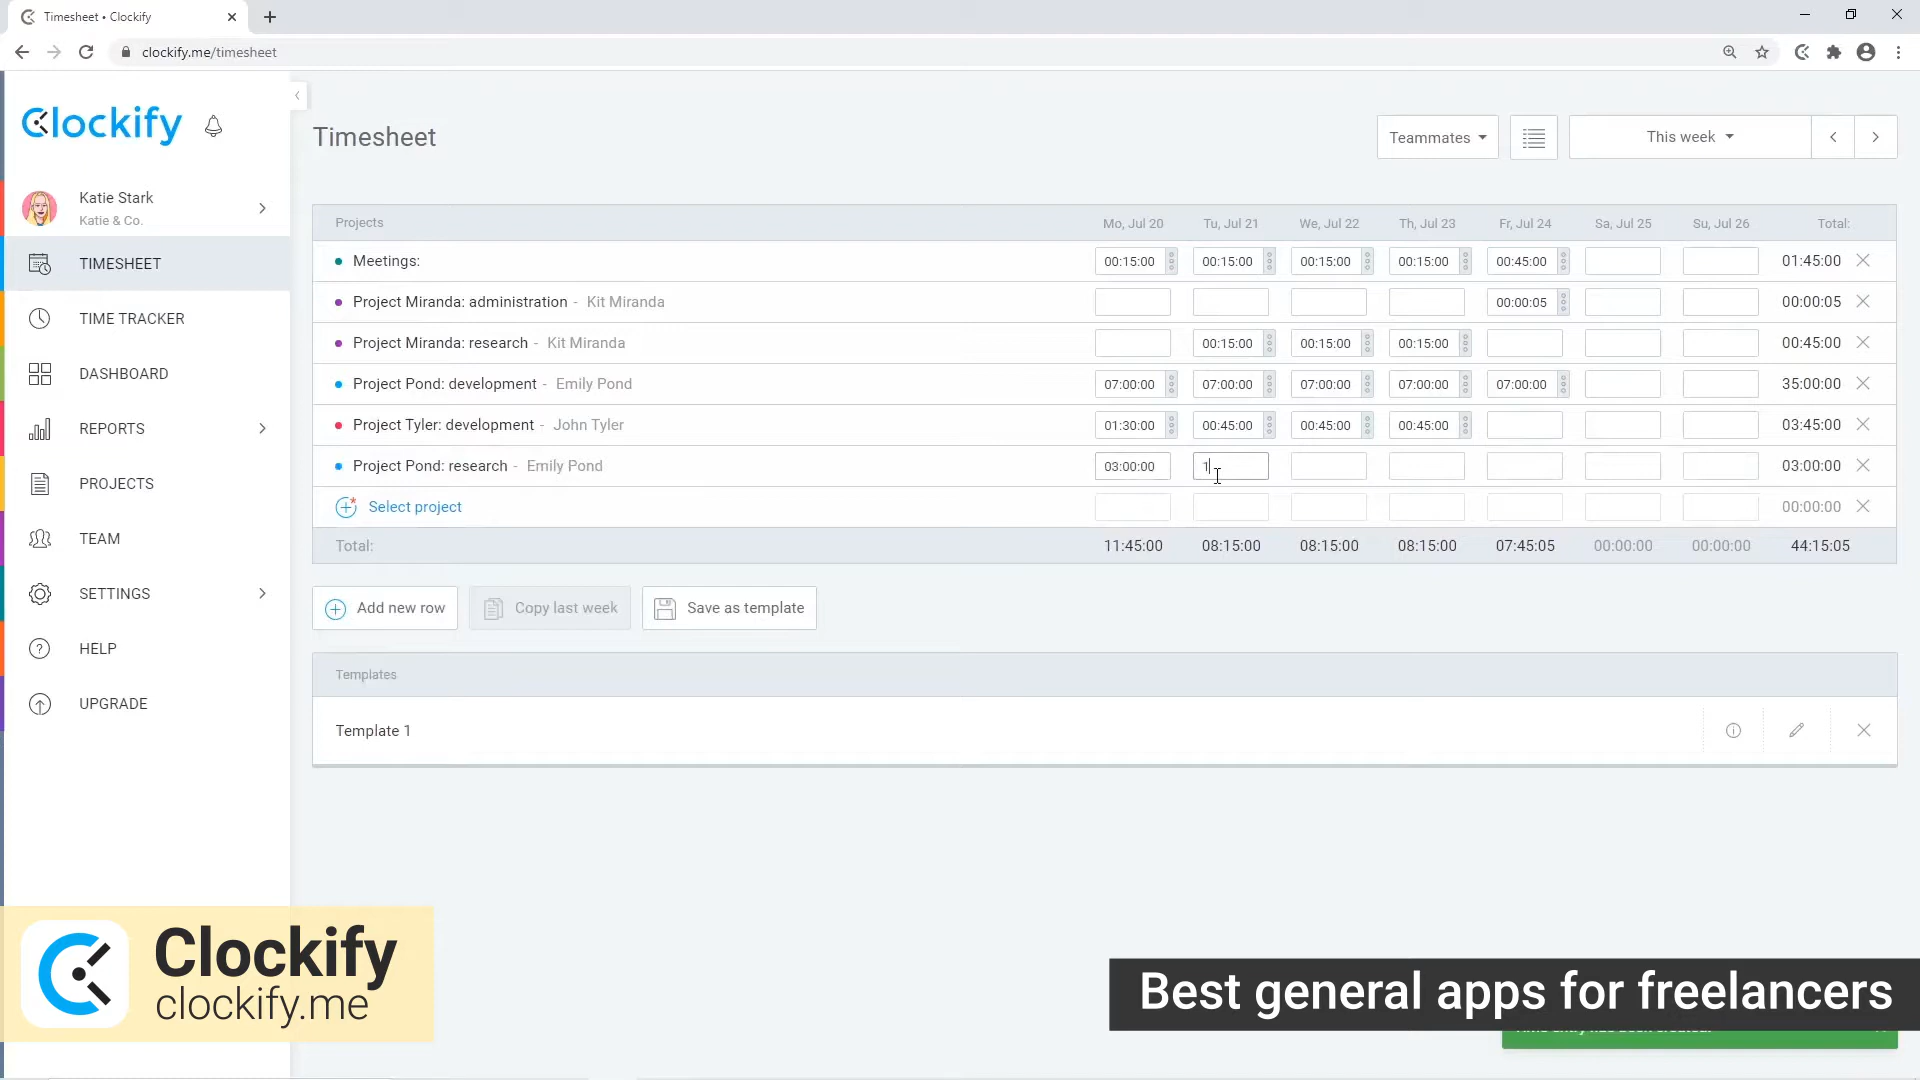 Timesheet • Clockify
clockify.me/timesheet
Clockify
Katie Stark
Katie & Co.
TIMESHEET
TIME TRACKER
DASHBOARD
REPORTS
PROJECTS
TEAM
SETTINGS
HELP
UPGRADE
Timesheet
Teammates
This week
Projects Mo, Jul 20 Tu, Jul 21 We, Jul 22 Th, Jul 23 Fr, Jul 24 Sa, Jul 25 Su, Jul 26 Total:
Meetings: 00:15:00 00:15:00 00:15:00 00:15:00 00:45:00 01:45:00
Project Miranda: administration - Kit Miranda 00:00:05 00:00:05
Project Miranda: research - Kit Miranda 00:15:00 00:15:00 00:15:00 00:45:00
Project Pond: development - Emily Pond 07:00:00 07:00:00 07:00:00 07:00:00 07:00:00 35:00:00
Project Tyler: development - John Tyler 01:30:00 00:45:00 00:45:00 00:45:00 03:45:00
Project Pond: research - Emily Pond 03:00:00 1 03:00:00
Select project 00:00:00
Total: 11:45:00 08:15:00 08:15:00 08:15:00 07:45:05 00:00:00 00:00:00 44:15:05
Add new row
Copy last week
Save as template
Templates
Template 1
Clockify
clockify.me
Best general apps for freelancers